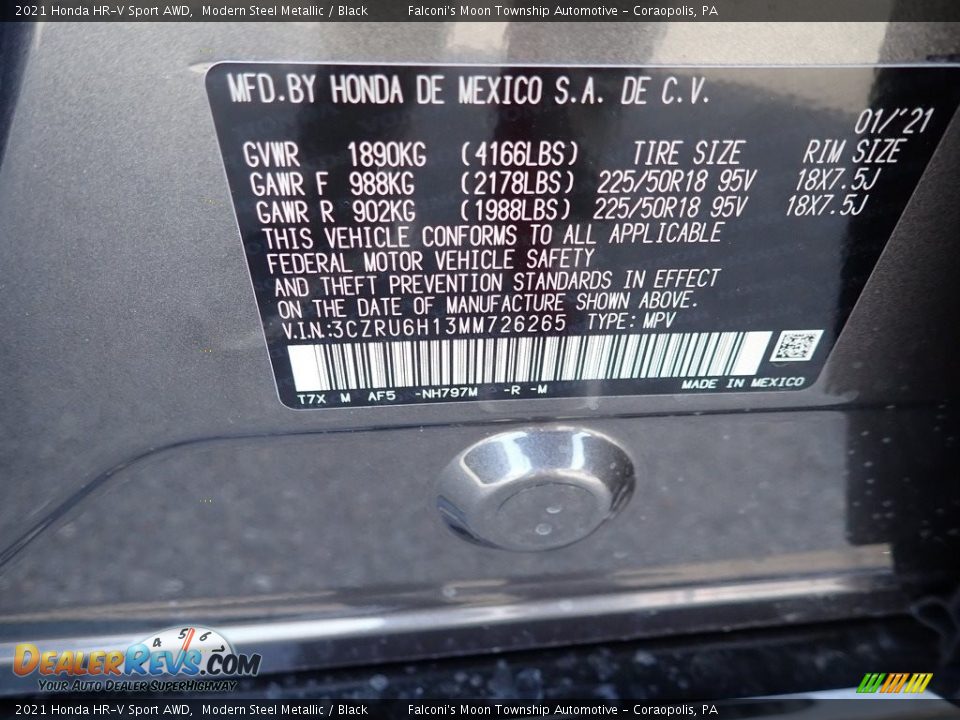 2021 Honda HR-V Sport AWD, Modern Steel Metallic / Black Falconi's Moon Township Automotive - Coraopolis, PA
MFD.BY HONDA DE MEXICO S.A. DE C.V.
01/'21
GVWR 1890KG (4166LBS) TIRE SIZE RIM SIZE
GAWR F 988KG (2178LBS) 225/50R18 95V 18X7.5J
GAWR R 902KG (1988LBS) 225/50R18 95V 18X7.5J
THIS VEHICLE CONFORMS TO ALL APPLICABLE
FEDERAL MOTOR VEHICLE SAFETY
AND THEFT PREVENTION STANDARDS IN EFFECT
ON THE DATE OF MANUFACTURE SHOWN ABOVE.
V.I.N.:3CZRU6H13MM726265 TYPE: MPV
T7X M AF5 -NH797M -R -M MADE IN MEXICO
4 5 6
DEALERREVS.COM
YOUR AUTO DEALER SUPERHIGHWAY
2021 Honda HR-V Sport AWD, Modern Steel Metallic / Black Falconi's Moon Township Automotive - Coraopolis, PA